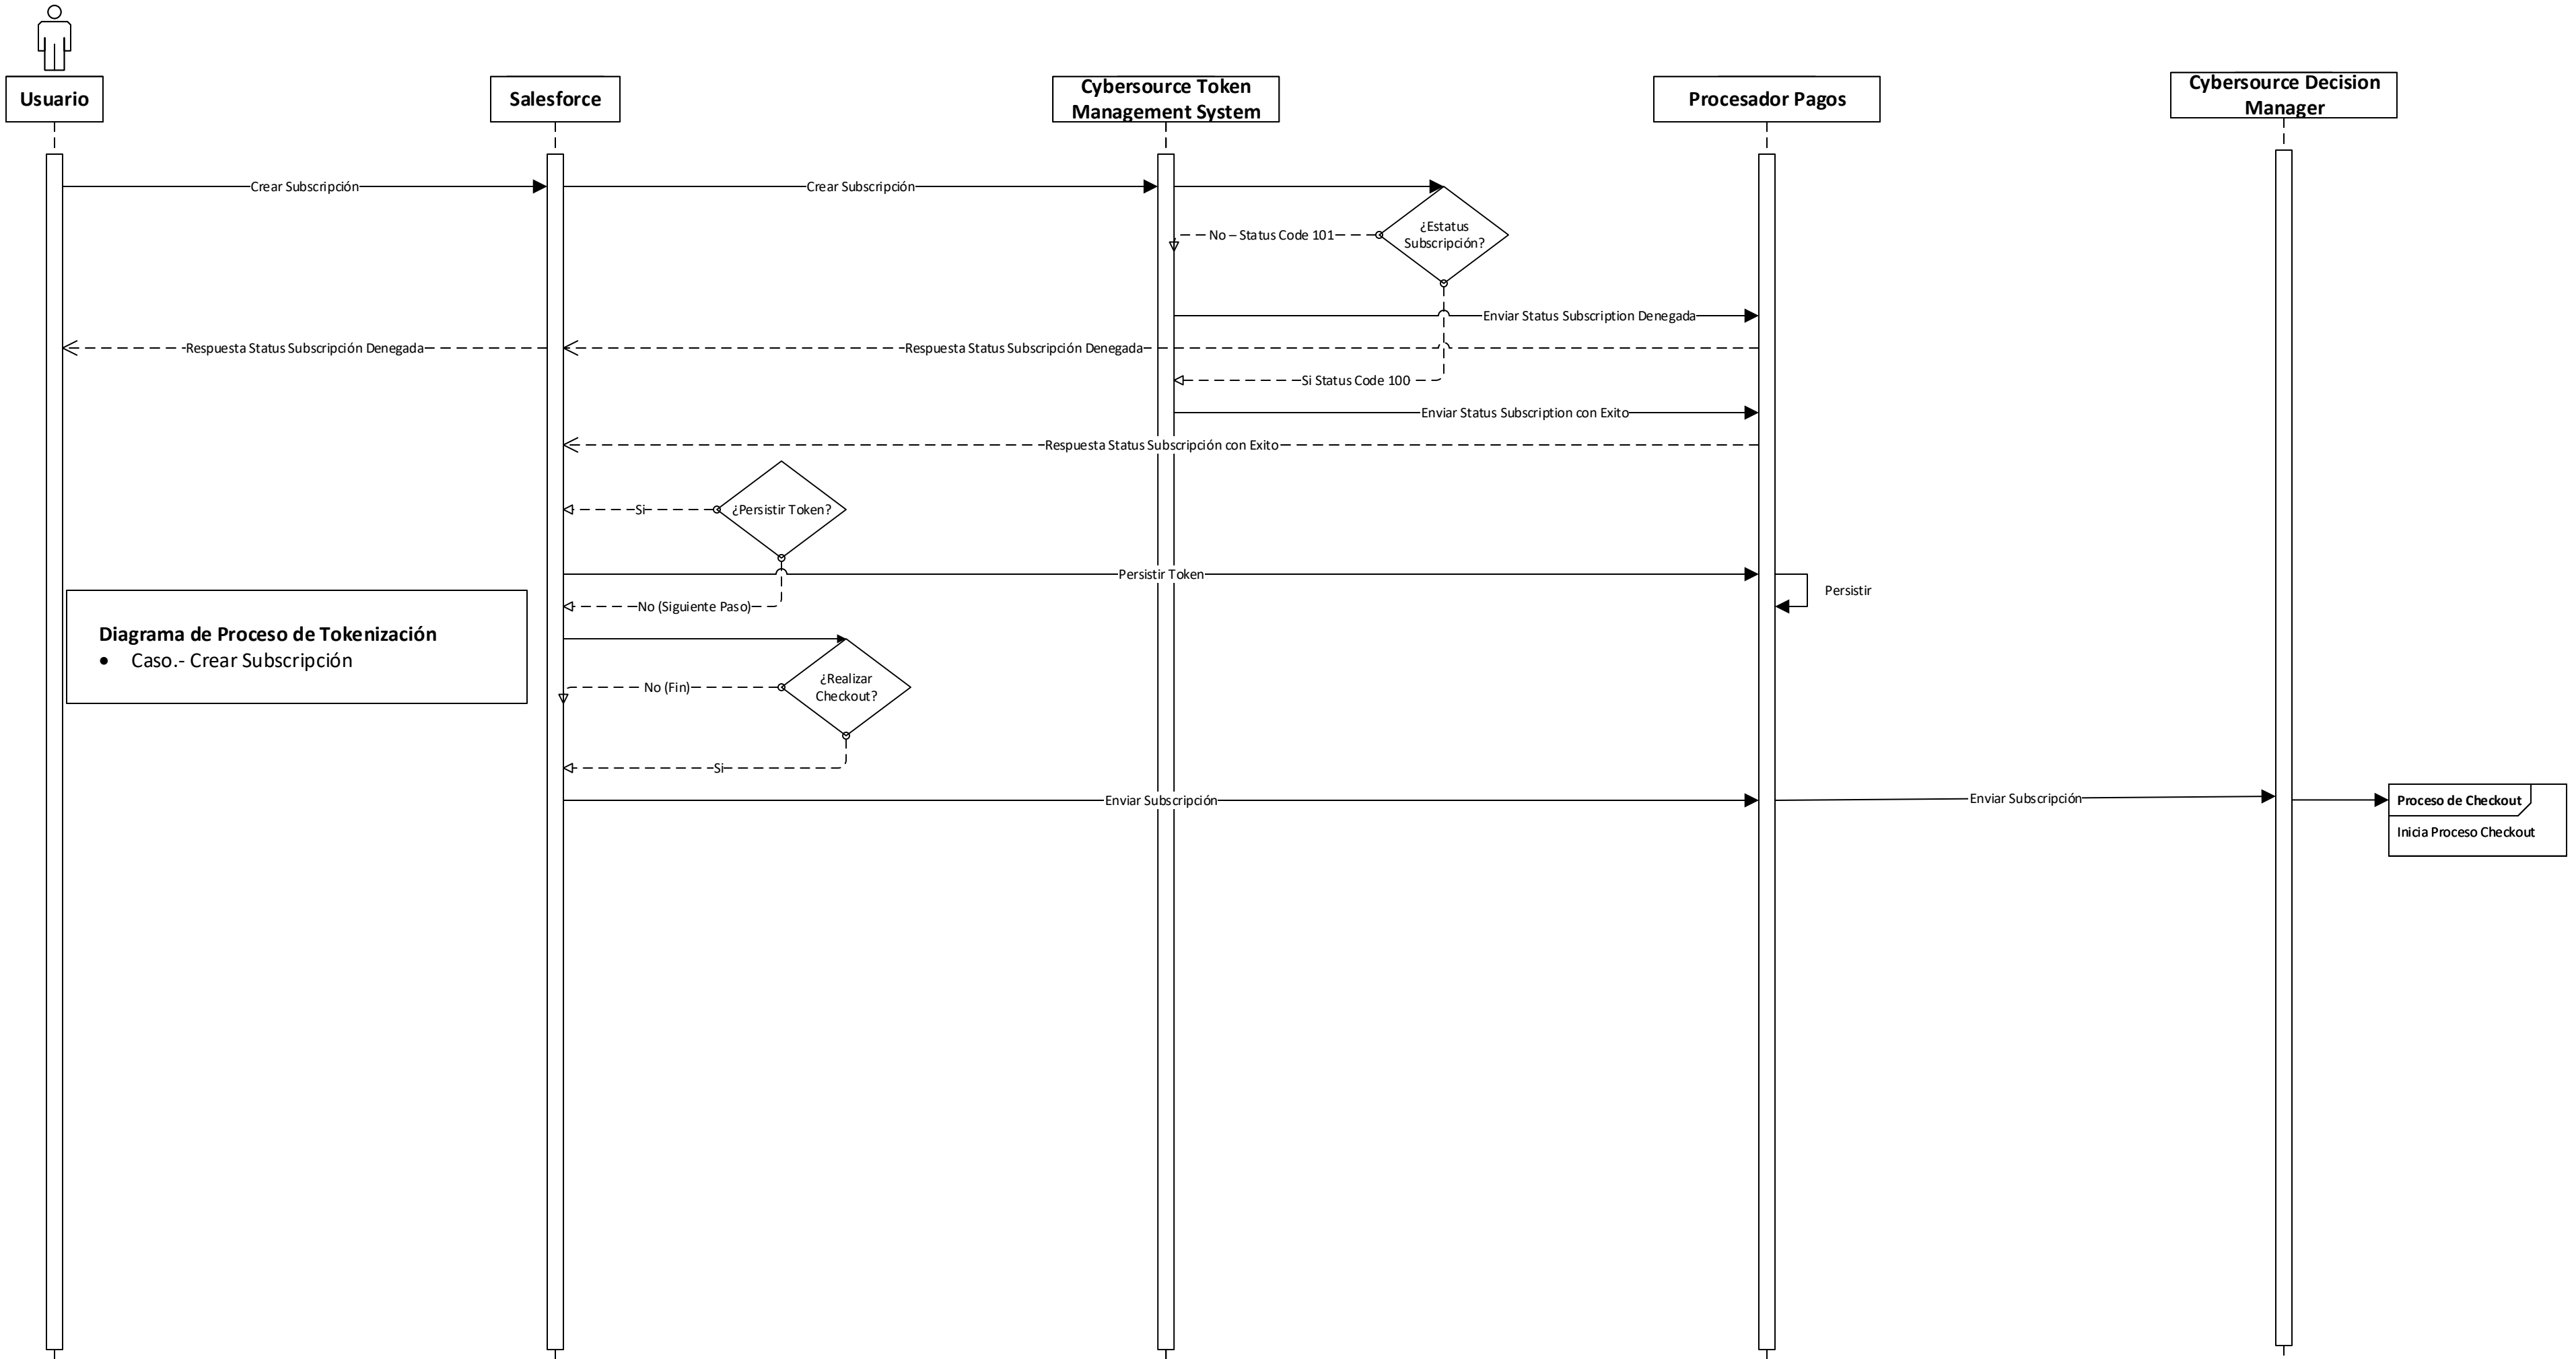 Usuario
Salesforce
Cybersource Token
Management System
Procesador Pagos
Cybersource Decision
Manager
Crear Subscripción
Crear Subscripción
¿Estatus
Subscripción?
No – Status Code 101
Enviar Status Subscription Denegada
Respuesta Status Subscripción Denegada
Respuesta Status Subscripción Denegada
Si Status Code 100
Enviar Status Subscription con Exito
Respuesta Status Subscripción con Exito
Si
¿Persistir Token?
Persistir Token
Persistir
No (Siguiente Paso)
Diagrama de Proceso de Tokenización
• Caso.- Crear Subscripción
¿Realizar
Checkout?
No (Fin)
Si
Enviar Subscripción
Enviar Subscripción
Proceso de Checkout
Inicia Proceso Checkout